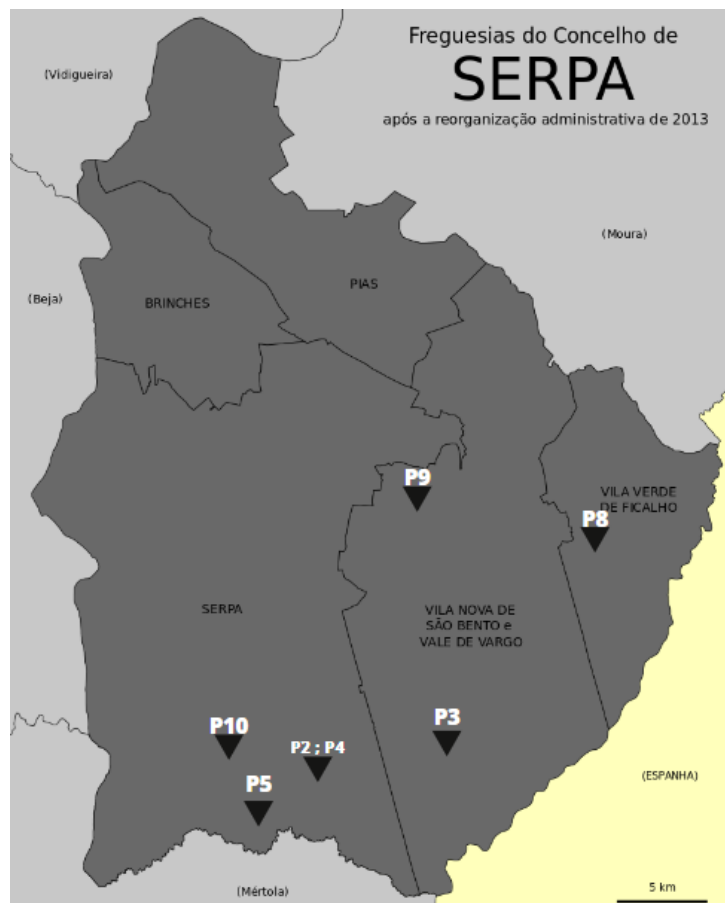 Freguesias do Concelho de
SERPA
após a reorganização administrativa de 2013
(Vidigueira)
(Moura)
(Beja)
PIAS
BRINCHES
P9
VILA VERDE
DE FICALHO
P8
SERPA
VILA NOVA DE
SÃO BENTO e
VALE DE VARGO
P10
P3
P2 ; P4
P5
(ESPANHA)
(Mértola)
5 km